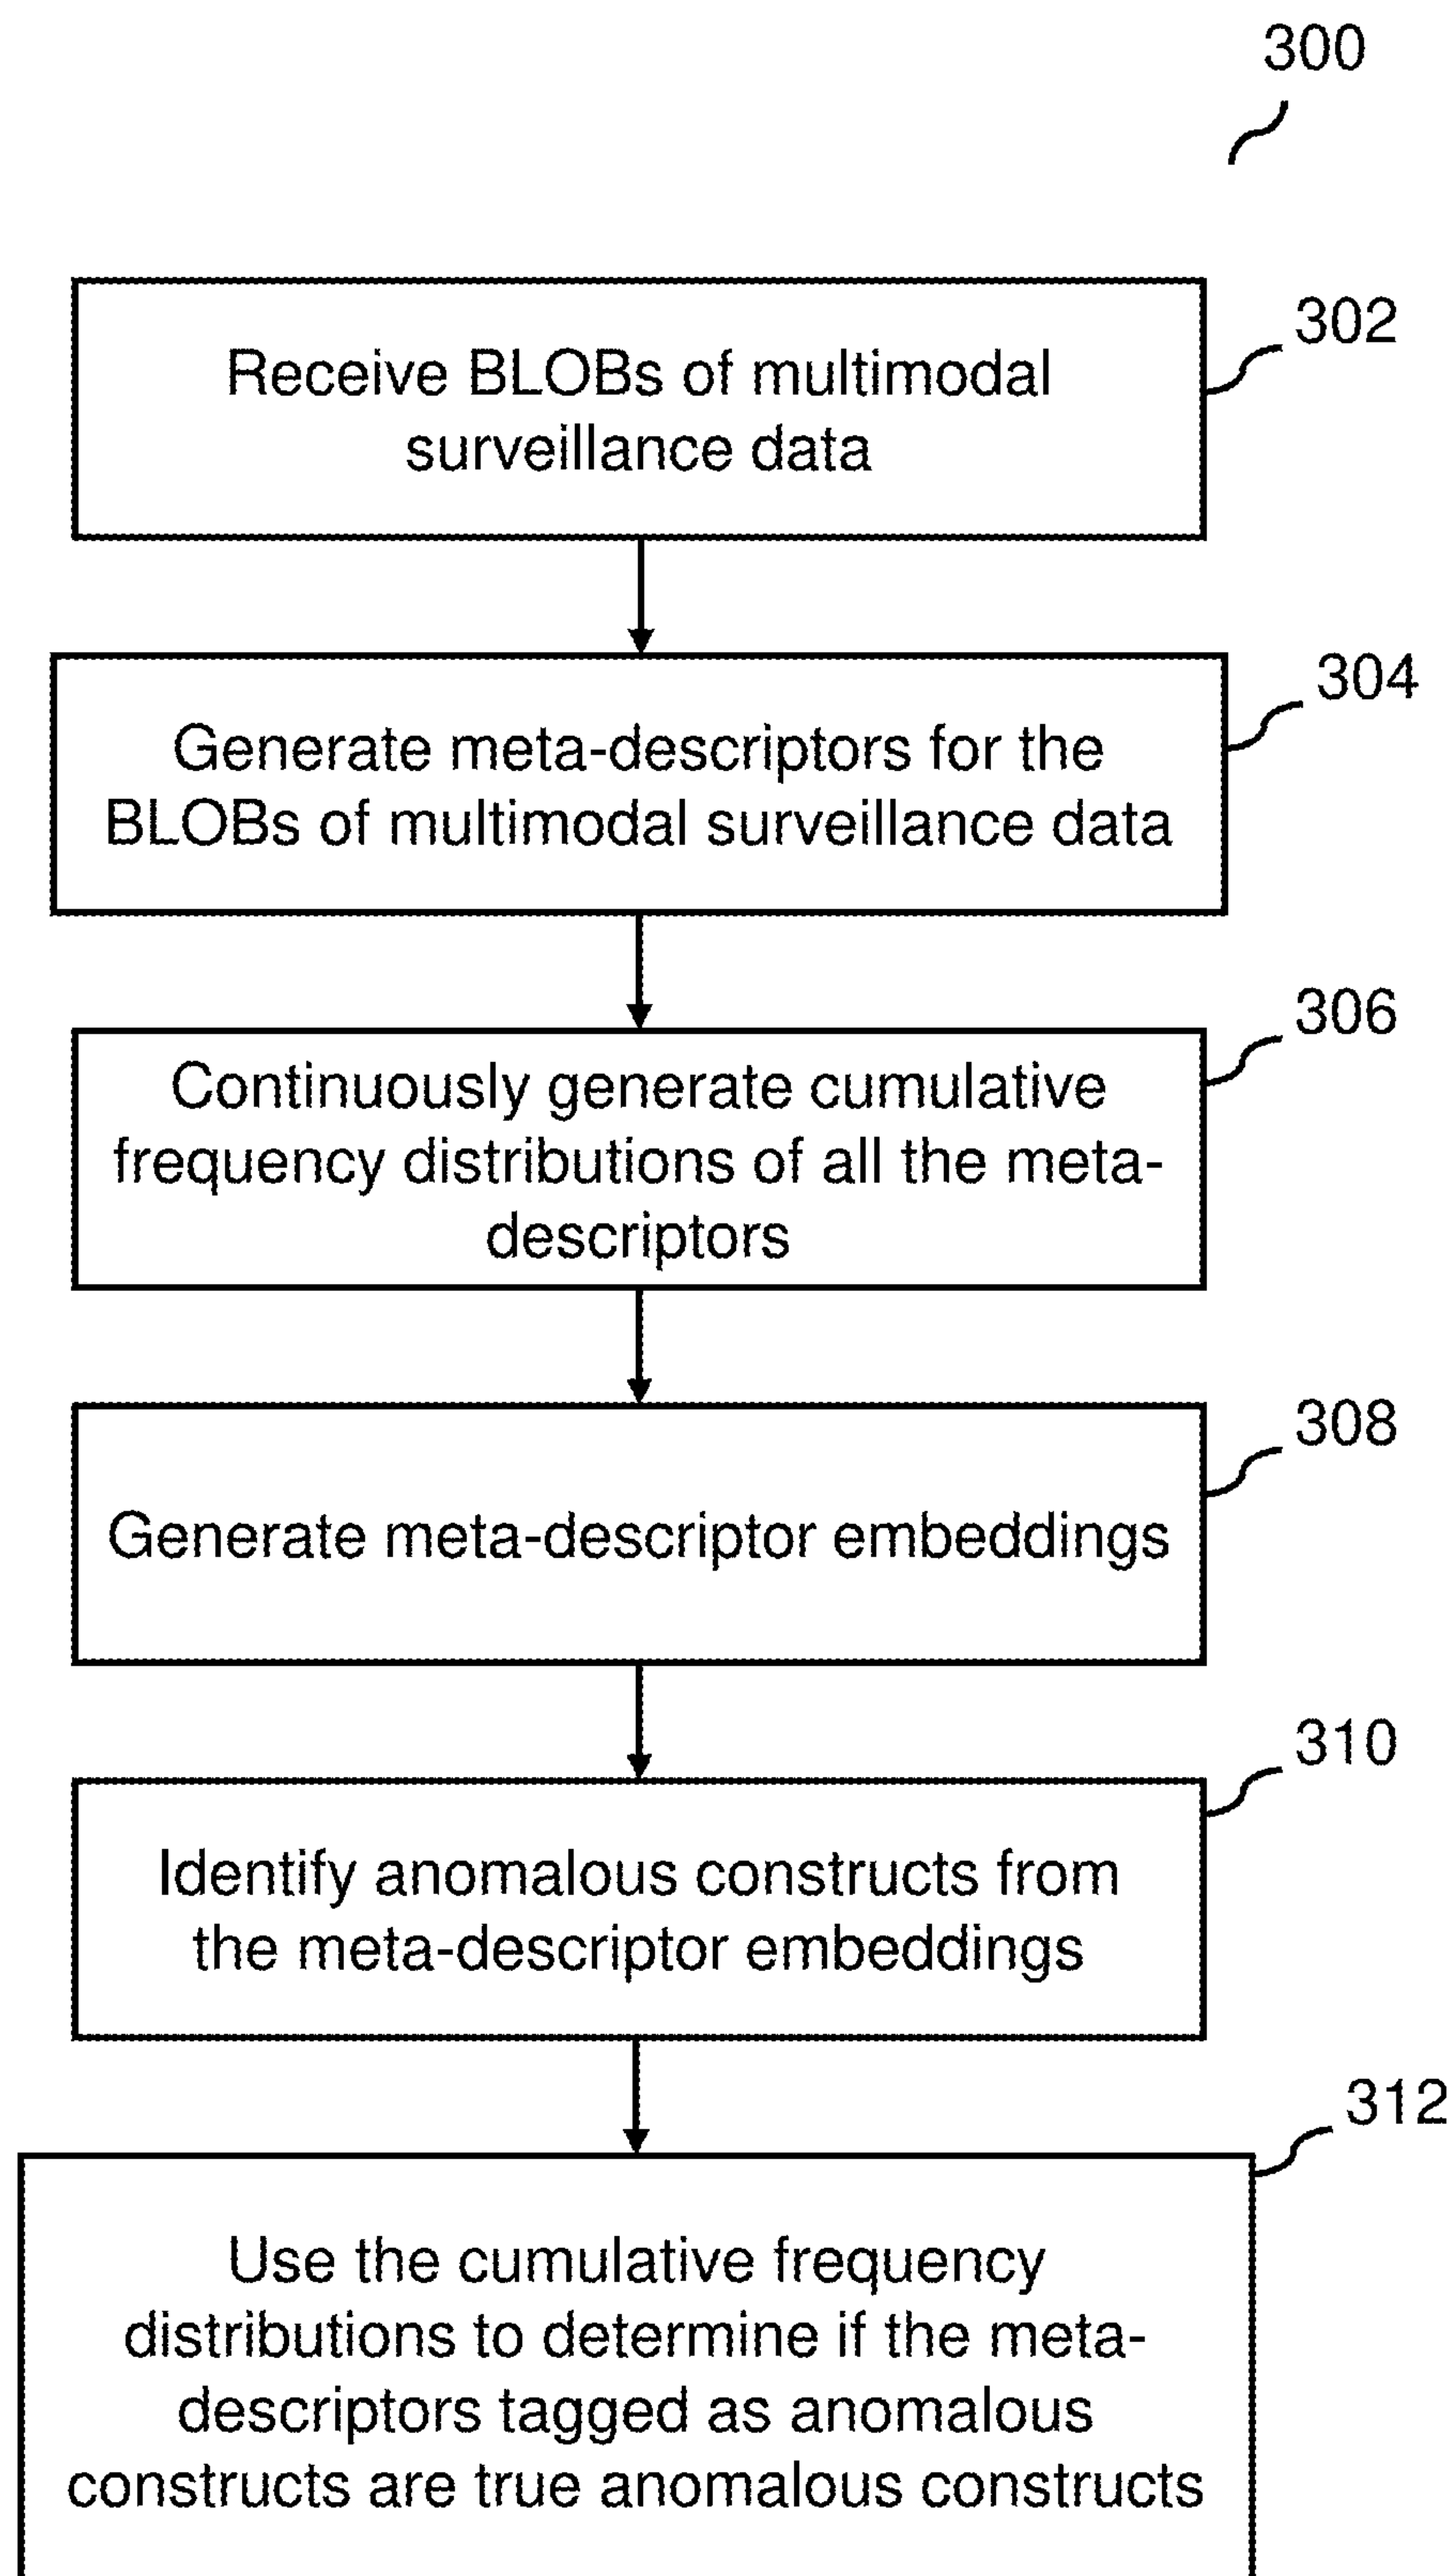 300
302
Receive BLOBs of multimodal
surveillance data
304
Generate meta-descriptors for the
BLOBs of multimodal surveillance data
306
Continuously generate cumulative
frequency distributions of all the meta-
descriptors
308
Generate meta-descriptor embeddings
310
Identify anomalous constructs from
the meta-descriptor embeddings
312
Use the cumulative frequency
distributions to determine if the meta-
descriptors tagged as anomalous
constructs are true anomalous constructs